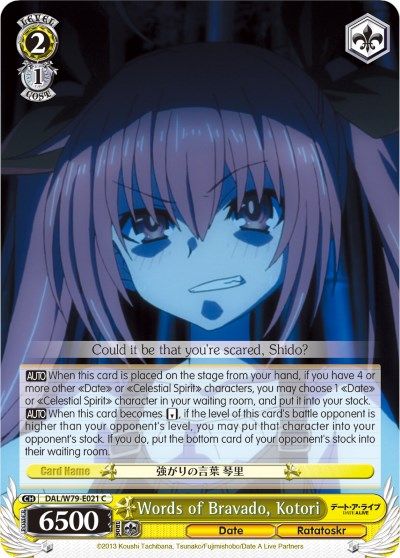 LEVEL
2
1
COST
Could it be that you're scared, Shido?
AUTO When this card is placed on the stage from your hand, if you have 4 or
more other «Date» or «Celestial Spirit» characters, you may choose 1 «Date»
or «Celestial Spirit» character in your waiting room, and put it into your stock.
AUTO When this card becomes [ ], if the level of this card's battle opponent is
higher than your opponent's level, you may put that character into your
opponent's stock. If you do, put the bottom card of your opponent's stock into
their waiting room.
Card Name 強がりの言葉 琴里
CH DAL/W79-E021 C
POWER 6500 SOUL Words of Bravado, Kotori デート・ア・ライブ
DATE A LIVE
Date Ratatoskr
©2013 Koushi Tachibana, Tsunako/Fujimishobo/Date A Live Partners